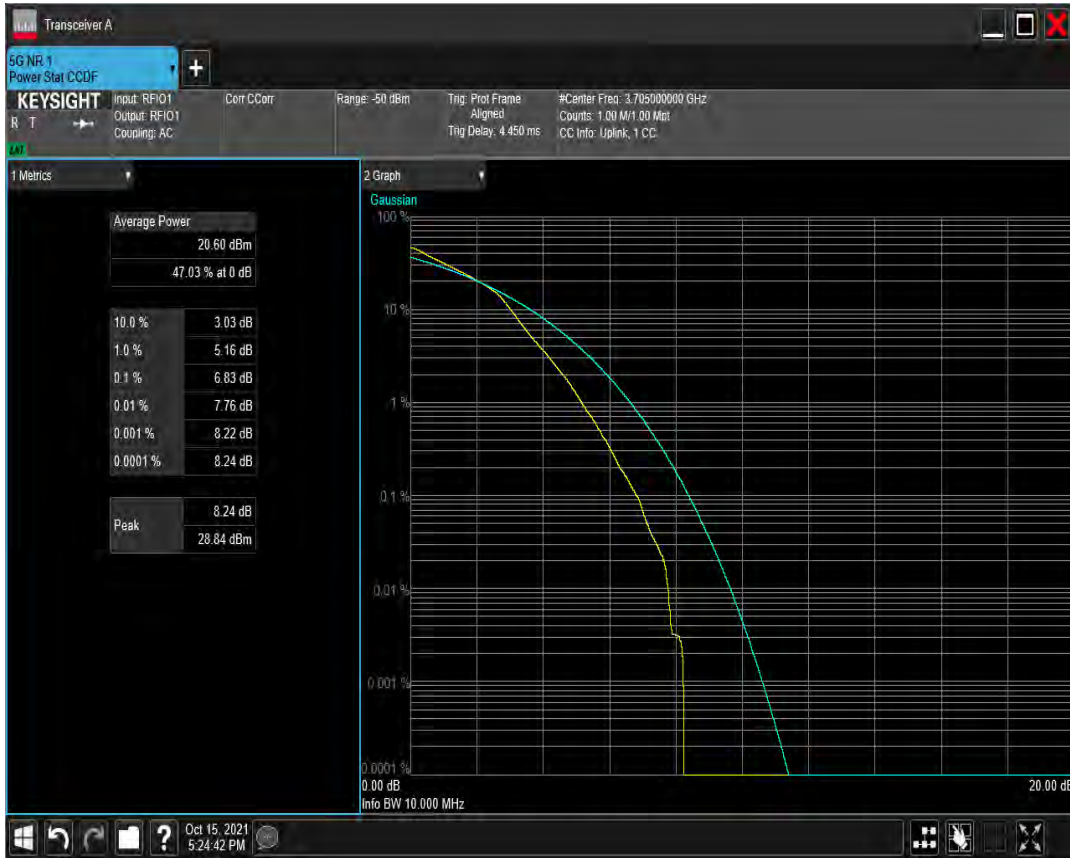 Transceiver A
5G NR 1
Power Stat CCDF
+
KEYSIGHT
R T
LXI
Input: RFIO1
Output: RFIO1
Coupling: AC
Corr CCorr
Range: -50 dBm
Trig: Prot Frame
Aligned
Trig Delay: 4.450 ms
#Center Freq: 3.705000000 GHz
Counts: 1.00 M/1.00 Mpt
CC Info: Uplink, 1 CC
1 Metrics
Average Power
20.60 dBm
47.03 % at 0 dB
10.0 % 3.03 dB
1.0 % 5.16 dB
0.1 % 6.83 dB
0.01 % 7.76 dB
0.001 % 8.22 dB
0.0001 % 8.24 dB
Peak
8.24 dB
28.84 dBm
2 Graph
Gaussian
100 %
10 %
1 %
0.1 %
0.01 %
0.001 %
0.0001 %
0.00 dB
20.00 dB
Info BW 10.000 MHz
?
Oct 15, 2021
5:24:42 PM